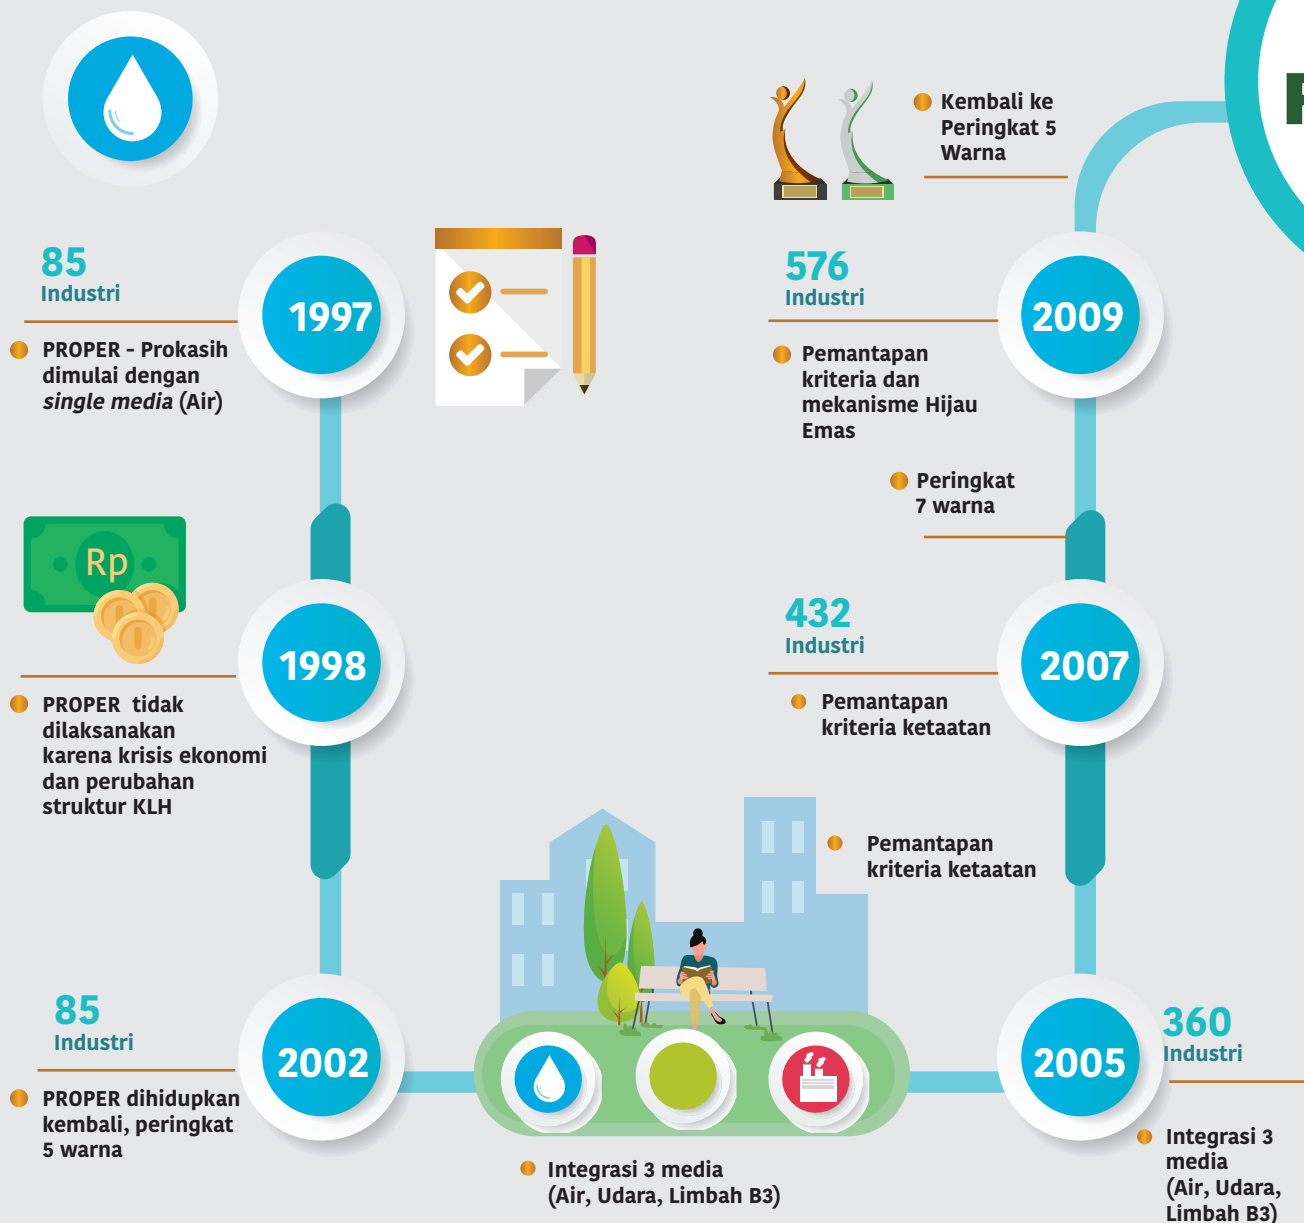 85
Industri
1997
PROPER - Prokasih
dimulai dengan
single media (Air)
Rp
1998
PROPER tidak
dilaksanakan
karena krisis ekonomi
dan perubahan
struktur KLH
85
Industri
2002
PROPER dihidupkan
kembali, peringkat
5 warna
Integrasi 3 media
(Air, Udara, Limbah B3)
2005
360
Industri
Integrasi 3
media
(Air, Udara,
Limbah B3)
Pemantapan
kriteria ketaatan
432
Industri
2007
Pemantapan
kriteria ketaatan
Peringkat
7 warna
576
Industri
2009
Pemantapan
kriteria dan
mekanisme Hijau
Emas
Kembali ke
Peringkat 5
Warna